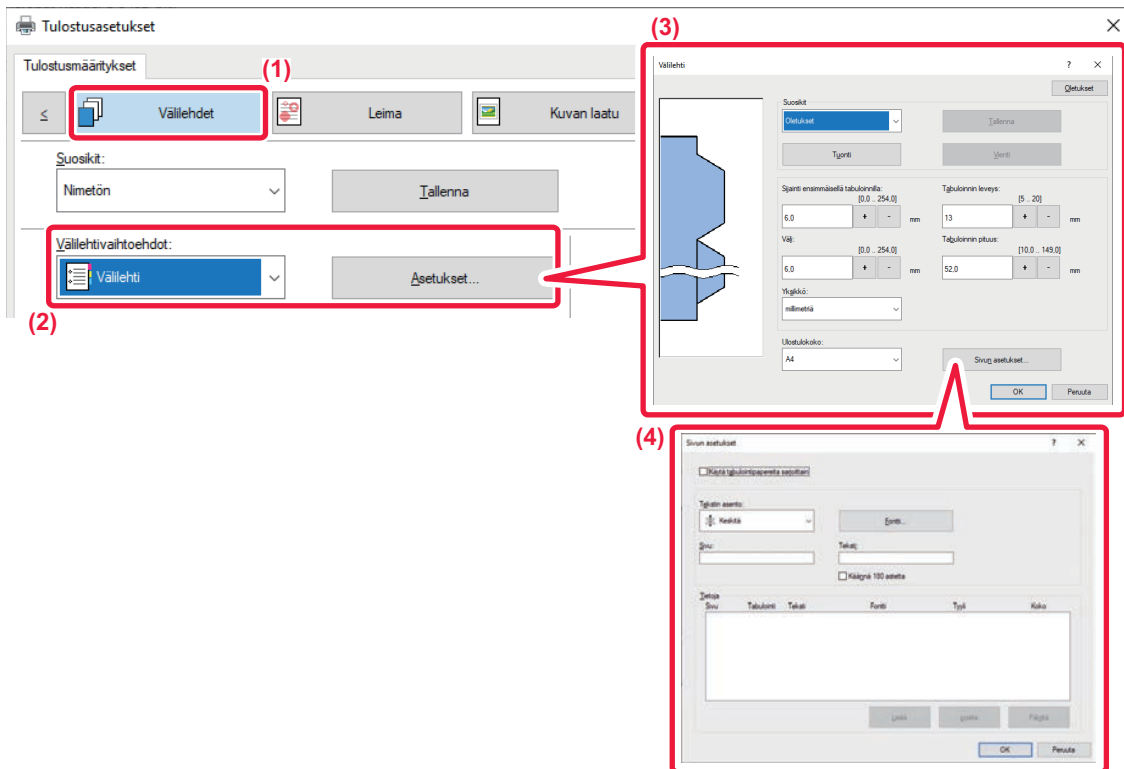 Tulostusasetukset
Tulostusmääritykset
(1)
≤
Välilehdet
Leima
Kuvan laatu
Suosikit:
Nimetön
Tallenna
Välilehtivaihtoehdot:
Välilehti
Asetukset...
(2)
(3)
Välilehti
?
Oletukset
Suosikit
Oletukset
Tallenna
Tuonti
Vienti
Sijainti ensimmäisellä tabuloinnilla:
[0,0 .. 254,0]
6,0 + - mm
Tabuloinnin leveys:
[5 .. 20]
13 + - mm
Väli:
[0,0 .. 254,0]
6,0 + - mm
Tabuloinnin pituus:
[10,0 .. 149,0]
52,0 + - mm
Yksikkö:
millimetriä
Ulostulokoko:
A4
Sivun asetukset...
OK Peruuta
(4)
Sivun asetukset
?
Käytä tabulointipapereita sarjoittain
Tekstin asento:
Keskitä
Fontti...
Sivu:
Teksti:
Käännä 180 astetta
Tietoja
Sivu Tabulointi Teksti Fontti Tyyli Koko
Lisää
Poista
Päivitä
OK Peruuta